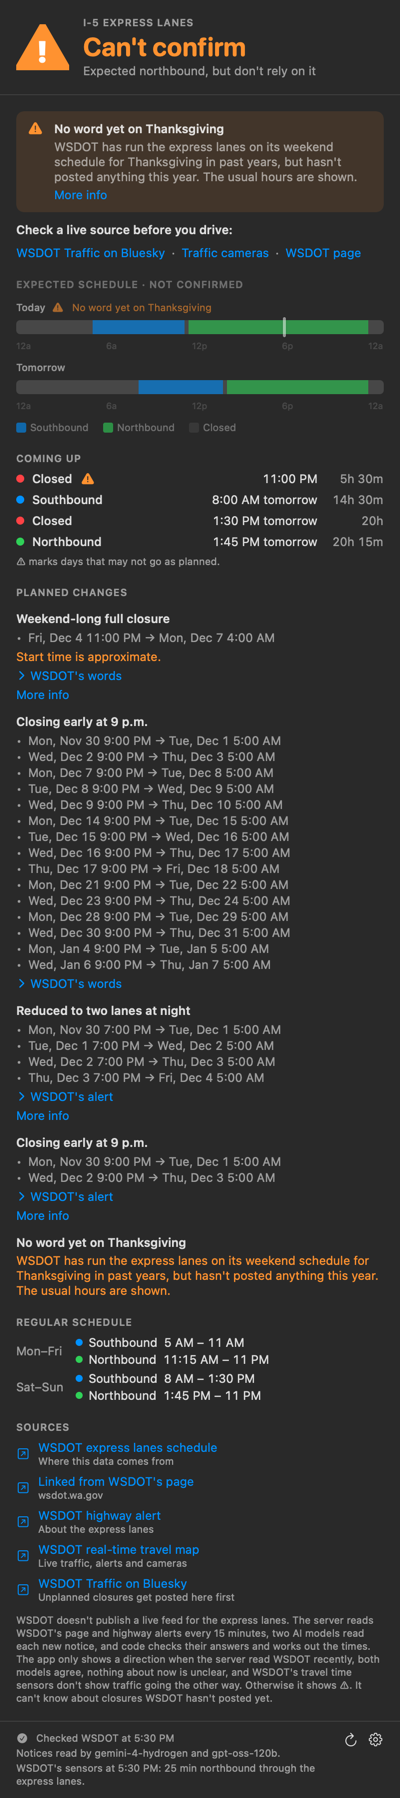 I-5 EXPRESS LANES
Can't confirm
Expected northbound, but don't rely on it
No word yet on Thanksgiving
WSDOT has run the express lanes on its weekend
schedule for Thanksgiving in past years, but hasn't
posted anything this year. The usual hours are shown.
More info
Check a live source before you drive:
WSDOT Traffic on Bluesky · Traffic cameras · WSDOT page
EXPECTED SCHEDULE · NOT CONFIRMED
Today ⚠ No word yet on Thanksgiving
12a 6a 12p 6p 12a
Tomorrow
12a 6a 12p 6p 12a
Southbound Northbound Closed
COMING UP
Closed ⚠ 11:00 PM 5h 30m
Southbound 8:00 AM tomorrow 14h 30m
Closed 1:30 PM tomorrow 20h
Northbound 1:45 PM tomorrow 20h 15m
⚠ marks days that may not go as planned.
PLANNED CHANGES
Weekend-long full closure
• Fri, Dec 4 11:00 PM → Mon, Dec 7 4:00 AM
Start time is approximate.
> WSDOT's words
More info
Closing early at 9 p.m.
• Mon, Nov 30 9:00 PM → Tue, Dec 1 5:00 AM
• Wed, Dec 2 9:00 PM → Thu, Dec 3 5:00 AM
• Mon, Dec 7 9:00 PM → Tue, Dec 8 5:00 AM
• Tue, Dec 8 9:00 PM → Wed, Dec 9 5:00 AM
• Wed, Dec 9 9:00 PM → Thu, Dec 10 5:00 AM
• Mon, Dec 14 9:00 PM → Tue, Dec 15 5:00 AM
• Tue, Dec 15 9:00 PM → Wed, Dec 16 5:00 AM
• Wed, Dec 16 9:00 PM → Thu, Dec 17 5:00 AM
• Thu, Dec 17 9:00 PM → Fri, Dec 18 5:00 AM
• Mon, Dec 21 9:00 PM → Tue, Dec 22 5:00 AM
• Wed, Dec 23 9:00 PM → Thu, Dec 24 5:00 AM
• Mon, Dec 28 9:00 PM → Tue, Dec 29 5:00 AM
• Wed, Dec 30 9:00 PM → Thu, Dec 31 5:00 AM
• Mon, Jan 4 9:00 PM → Tue, Jan 5 5:00 AM
• Wed, Jan 6 9:00 PM → Thu, Jan 7 5:00 AM
> WSDOT's words
Reduced to two lanes at night
• Mon, Nov 30 7:00 PM → Tue, Dec 1 5:00 AM
• Tue, Dec 1 7:00 PM → Wed, Dec 2 5:00 AM
• Wed, Dec 2 7:00 PM → Thu, Dec 3 5:00 AM
• Thu, Dec 3 7:00 PM → Fri, Dec 4 5:00 AM
> WSDOT's alert
More info
Closing early at 9 p.m.
• Mon, Nov 30 9:00 PM → Tue, Dec 1 5:00 AM
• Wed, Dec 2 9:00 PM → Thu, Dec 3 5:00 AM
> WSDOT's alert
More info
No word yet on Thanksgiving
WSDOT has run the express lanes on its weekend schedule for
Thanksgiving in past years, but hasn't posted anything this year.
The usual hours are shown.
REGULAR SCHEDULE
Mon–Fri
Southbound 5 AM – 11 AM
Northbound 11:15 AM – 11 PM
Sat–Sun
Southbound 8 AM – 1:30 PM
Northbound 1:45 PM – 11 PM
SOURCES
WSDOT express lanes schedule
Where this data comes from
Linked from WSDOT's page
wsdot.wa.gov
WSDOT highway alert
About the express lanes
WSDOT real-time travel map
Live traffic, alerts and cameras
WSDOT Traffic on Bluesky
Unplanned closures get posted here first
WSDOT doesn't publish a live feed for the express lanes. The server reads
WSDOT's page and highway alerts every 15 minutes, two AI models read
each new notice, and code checks their answers and works out the times.
The app only shows a direction when the server read WSDOT recently, both
models agree, nothing about now is unclear, and WSDOT's travel time
sensors don't show traffic going the other way. Otherwise it shows ⚠. It
can't know about closures WSDOT hasn't posted yet.
Checked WSDOT at 5:30 PM
Notices read by gemini-4-hydrogen and gpt-oss-120b.
WSDOT's sensors at 5:30 PM: 25 min northbound through the
express lanes.